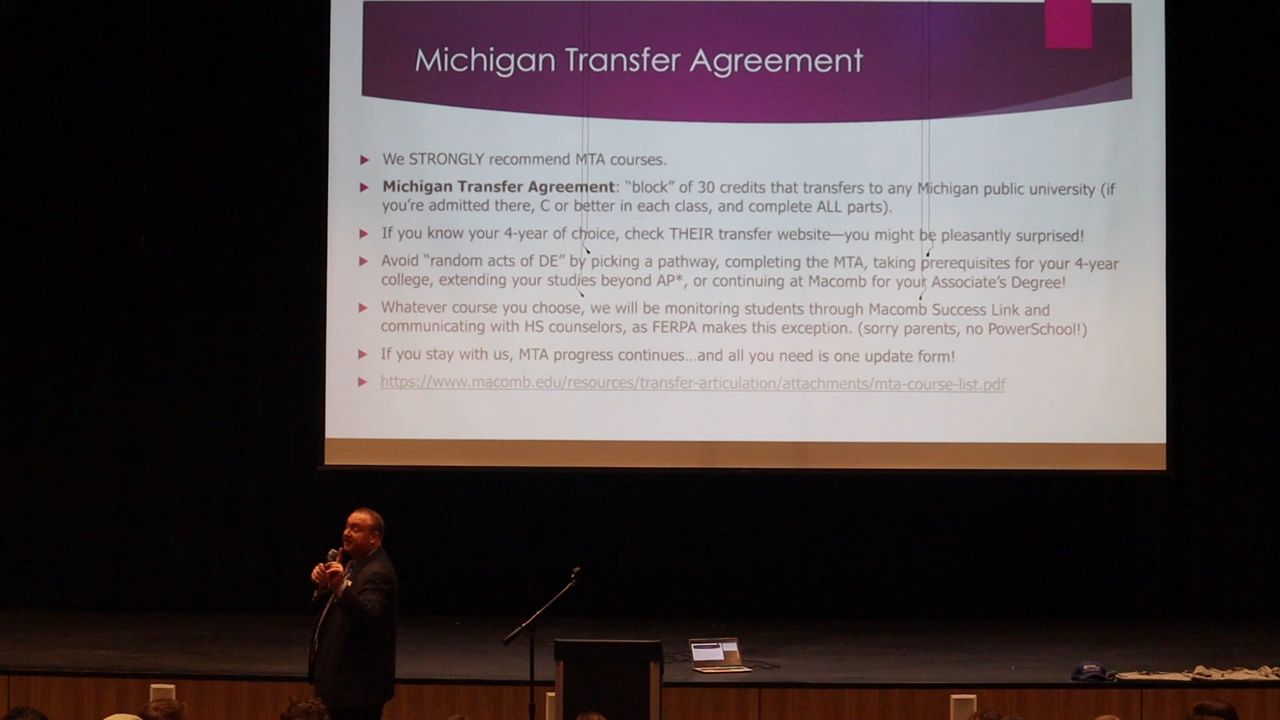 Michigan Transfer Agreement
We STRONGLY recommend MTA courses.
Michigan Transfer Agreement: “block” of 30 credits that transfers to any Michigan public university (if
you’re admitted there, C or better in each class, and complete ALL parts).
If you know your 4-year of choice, check THEIR transfer website—you might be pleasantly surprised!
Avoid “random acts of DE” by picking a pathway, completing the MTA, taking prerequisites for your 4-year
college, extending your studies beyond AP*, or continuing at Macomb for your Associate’s Degree!
Whatever course you choose, we will be monitoring students through Macomb Success Link and
communicating with HS counselors, as FERPA makes this exception. (sorry parents, no PowerSchool!)
If you stay with us, MTA progress continues...and all you need is one update form!
https://www.macomb.edu/resources/transfer-articulation/attachments/mta-course-list.pdf